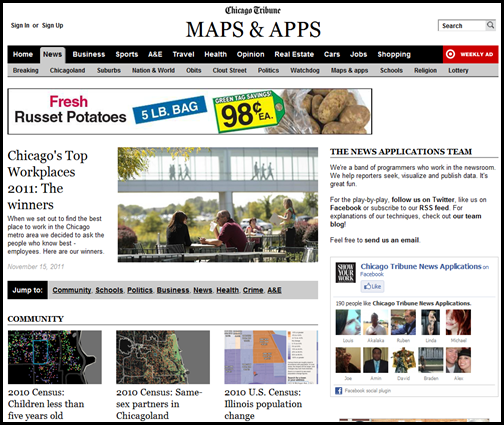 Chicago Tribune
Sign In or Sign Up
MAPS & APPS
Search
Home News Business Sports A&E Travel Health Opinion Real Estate Cars Jobs Shopping
WEEKLY AD
Breaking Chicagoland Suburbs Nation & World Obits Clout Street Politics Watchdog Maps & apps Schools Religion Lottery
Fresh
Russet Potatoes
5 LB. BAG
GREEN TAG SAVINGS!
98¢
EA.
Chicago's Top
Workplaces
2011: The
winners
When we set out to find the best
place to work in the Chicago
metro area we decided to ask the
people who know best -
employees. Here are our winners.
November 15, 2011
THE NEWS APPLICATIONS TEAM
We're a band of programmers who work in the newsroom.
We help reporters seek, visualize and publish data. It's
great fun.
For the play-by-play, follow us on Twitter, like us on
Facebook or subscribe to our RSS feed. For
explanations of our techniques, check out our team
blog!
Feel free to send us an email.
SHOW
YOUR
WORK
Chicago Tribune News Applications on
Facebook
Like
190 people like Chicago Tribune News Applications.
Louis Akalaka Ruben Linda Michael
Joe Amin David Breaden Alex
Facebook social plugin
Jump to: Community, Schools, Politics, Business, News, Health, Crime, A&E
COMMUNITY
2010 Census:
Children less than
five years old
2010 Census: Same-
sex partners in
Chicagoland
2010 U.S. Census:
Illinois population
change